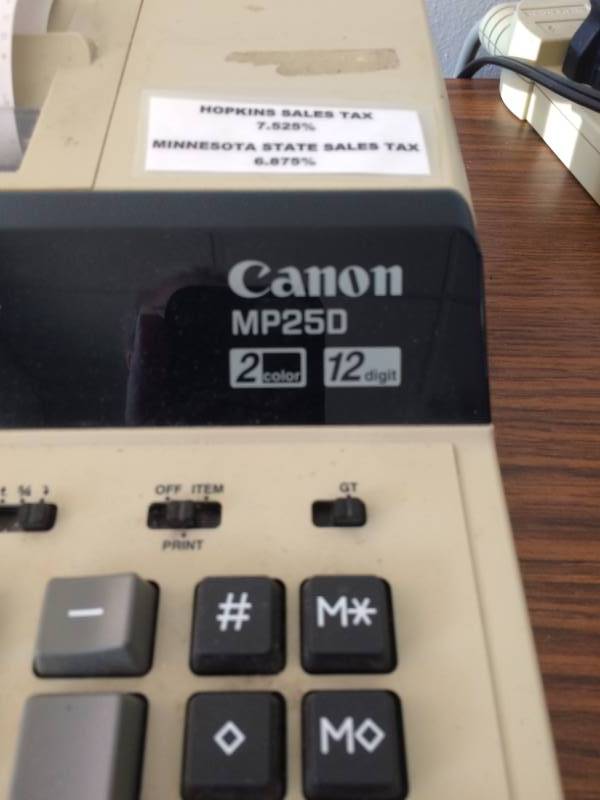 HOPKINS SALES TAX
7.525%
MINNESOTA STATE SALES TAX
6.875%
Canon
MP25D
2 color 12 digit
OFF ITEM
GT
PRINT
- # M*
◇ M◇